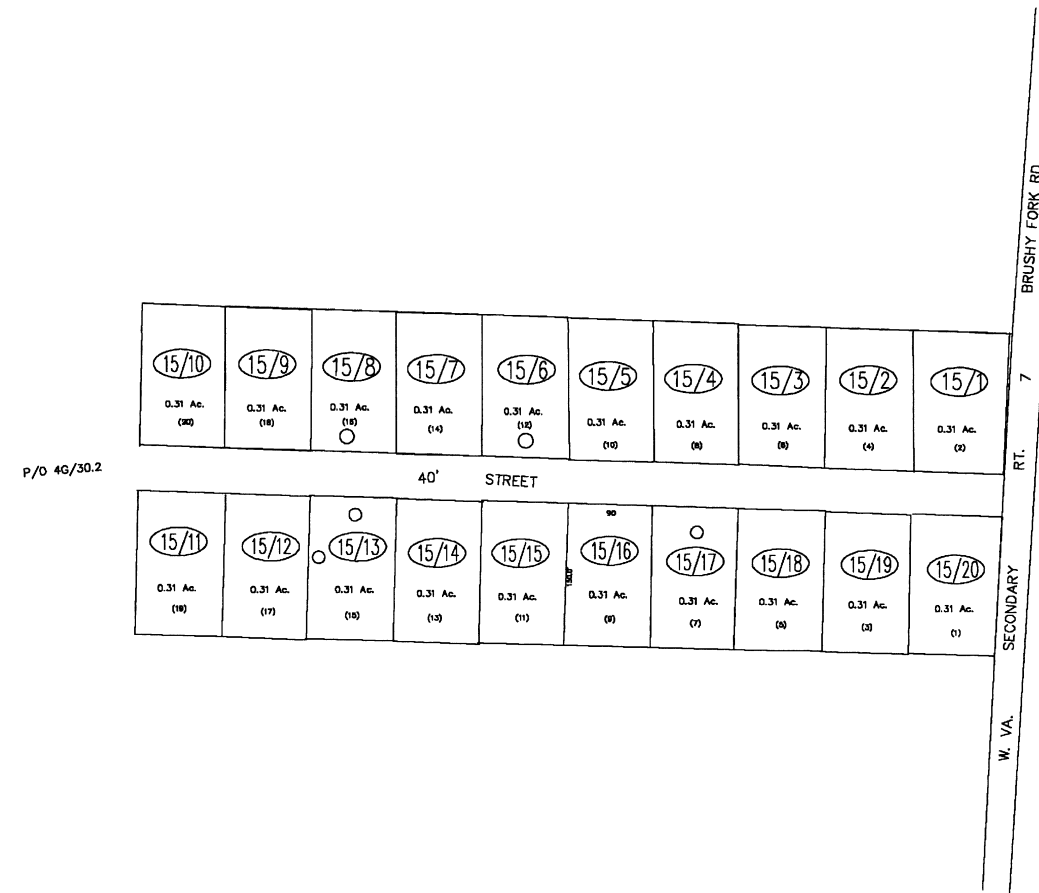 BRUSHY FORK RD
RT. 7
15/10 15/9 15/8 15/7 15/6 15/5 15/4 15/3 15/2 15/1
0.31 Ac. 0.31 Ac. 0.31 Ac. 0.31 Ac. 0.31 Ac. 0.31 Ac. 0.31 Ac. 0.31 Ac. 0.31 Ac. 0.31 Ac.
(20) (18) (14) (12) (10) (8) (4) (2)
P/O 4G/30.2
40' STREET
90
150.0'
15/11 15/12 15/13 15/14 15/15 15/16 15/17 15/18 15/19 15/20
0.31 Ac. 0.31 Ac. 0.31 Ac. 0.31 Ac. 0.31 Ac. 0.31 Ac. 0.31 Ac. 0.31 Ac. 0.31 Ac. 0.31 Ac.
(19) (17) (15) (13) (11) (9) (7) (5) (3) (1)
W. VA. SECONDARY